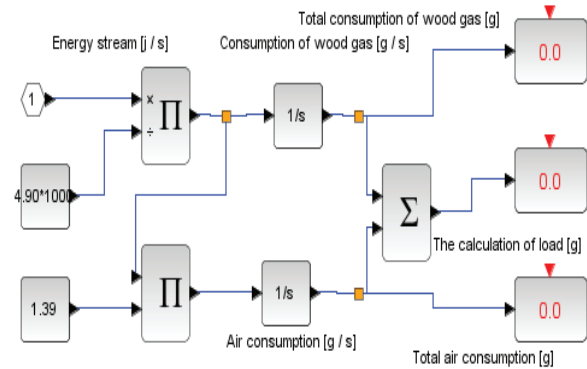 Total consumption of wood gas [g]
Energy stream [j / s]
Consumption of wood gas [g / s]
0.0
1
×
÷
∏
1/s
4.90*1000
0.0
Σ
The calculation of load [g]
1.39
∏
1/s
0.0
Air consumption [g / s]
Total air consumption [g]